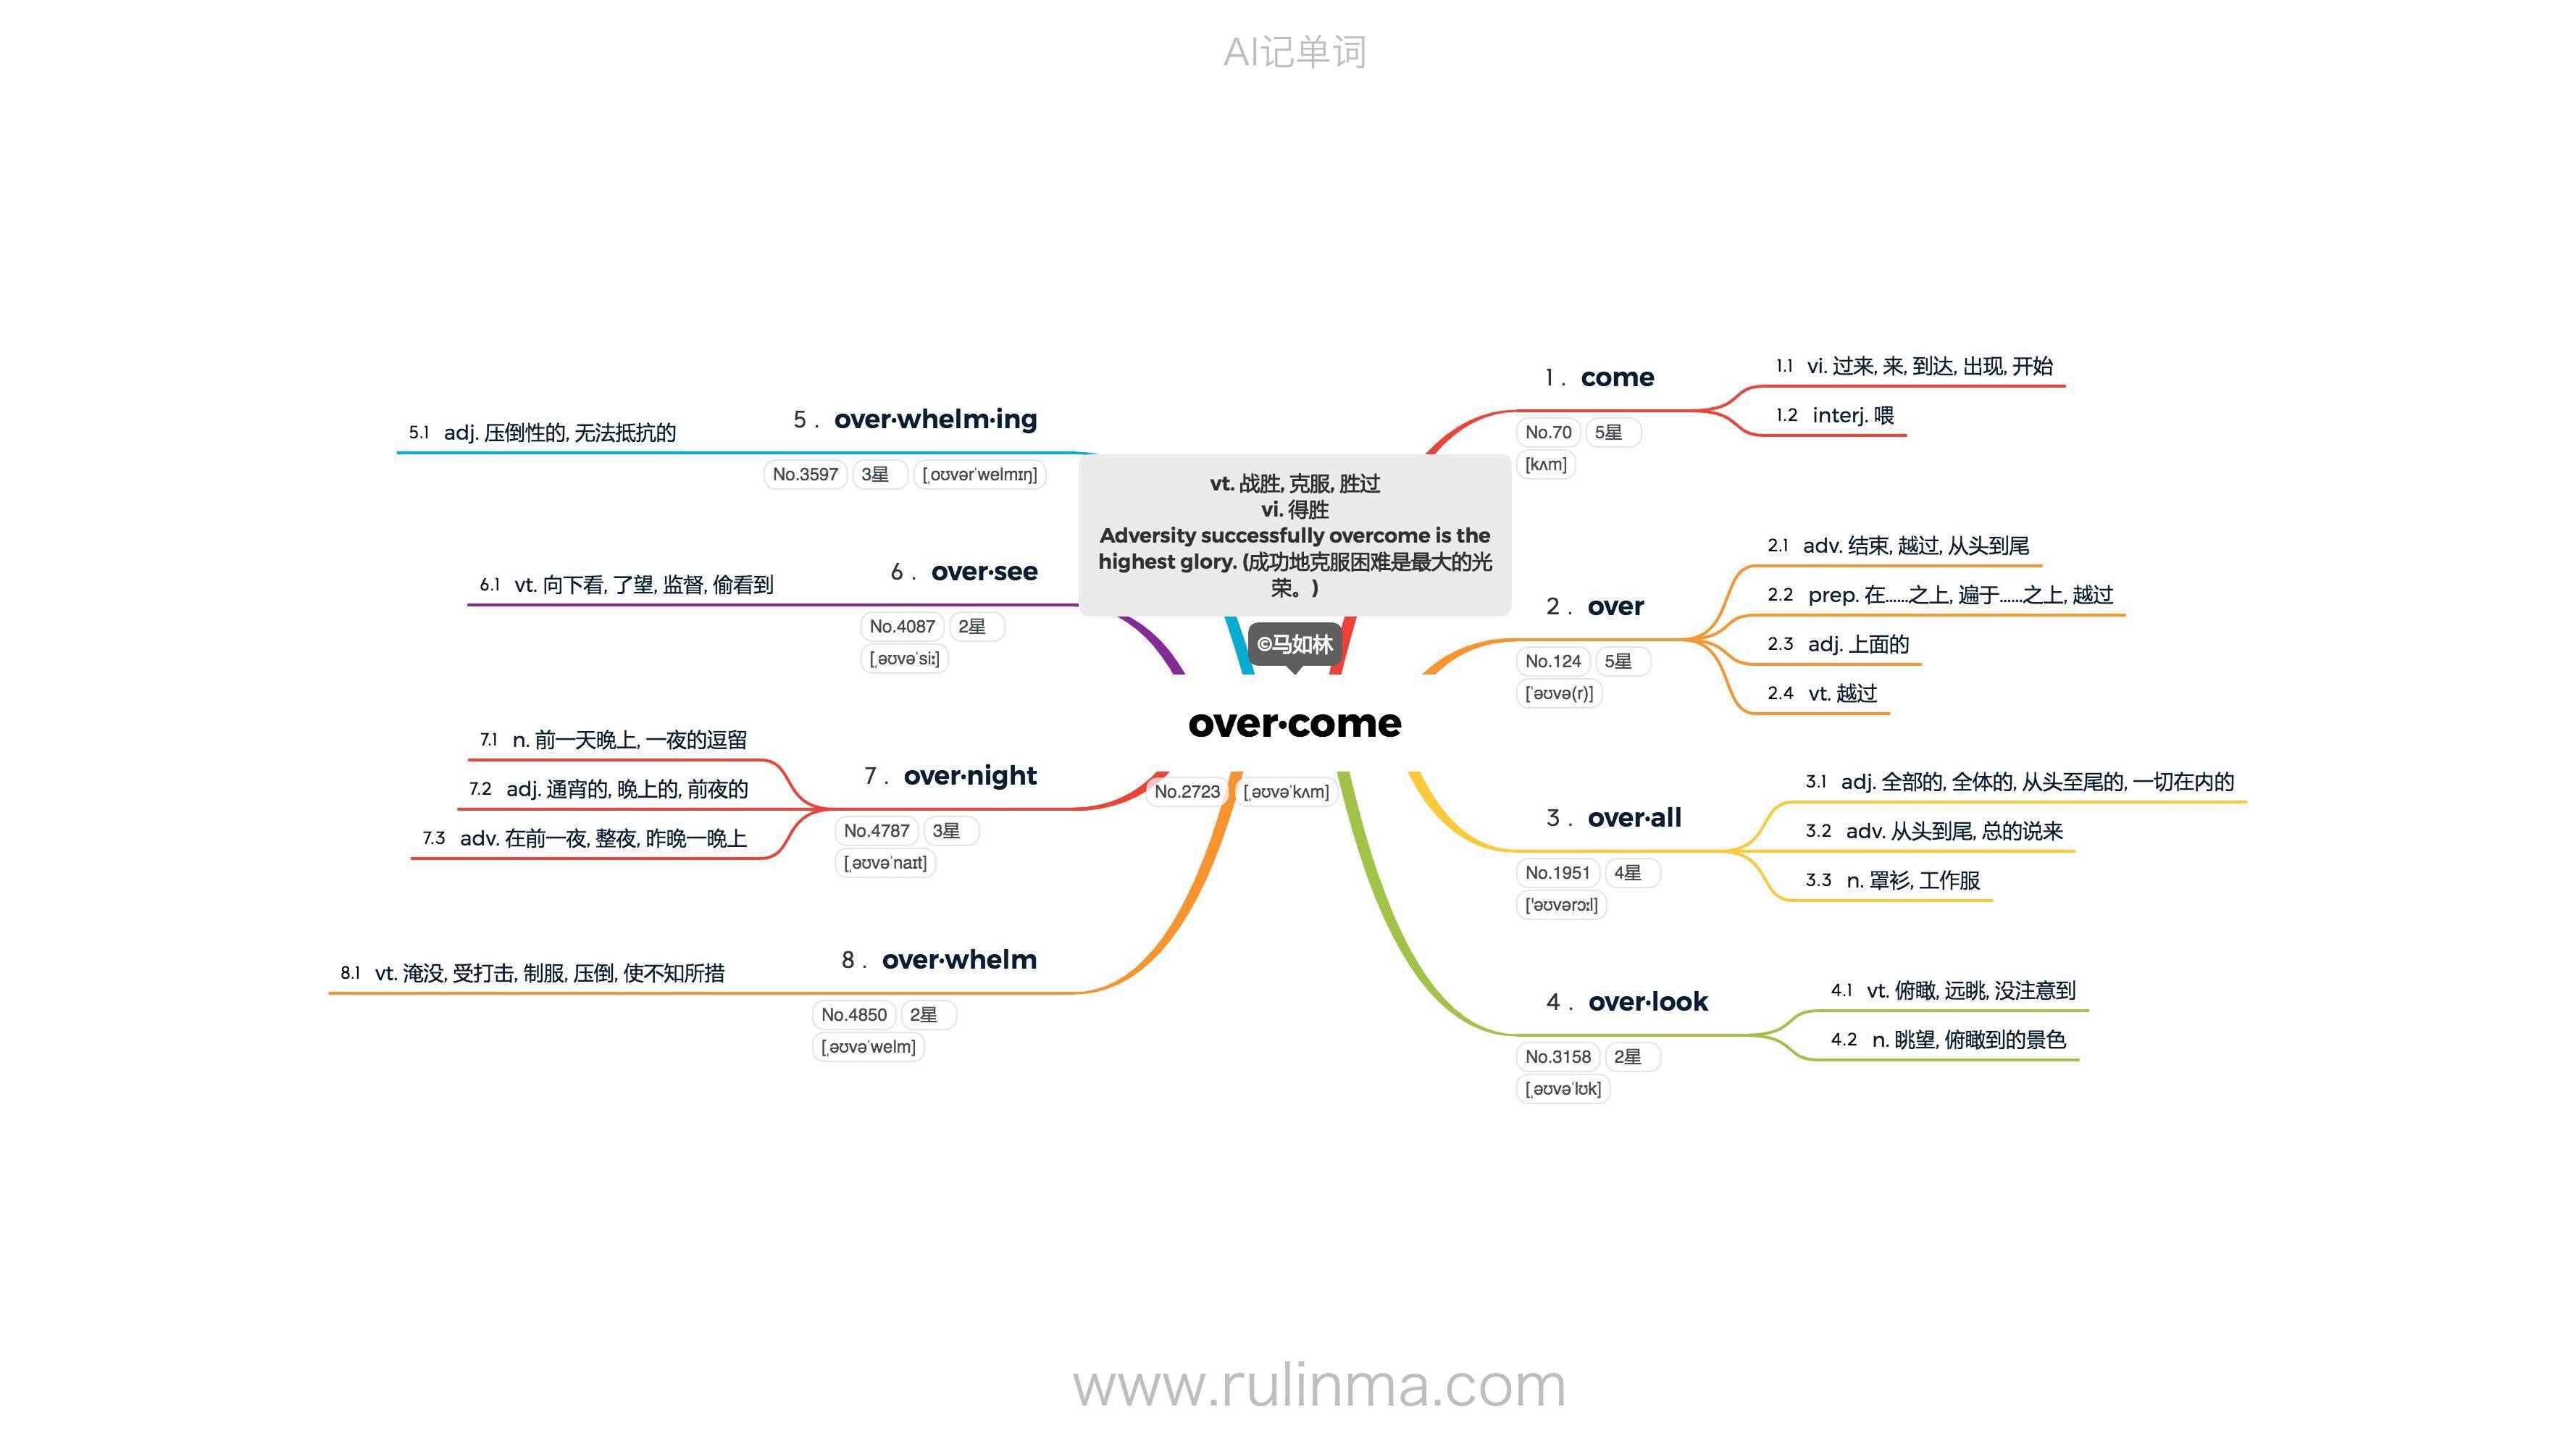 AI记单词
vt. 战胜, 克服, 胜过
vi. 得胜
Adversity successfully overcome is the
highest glory. (成功地克服困难是最大的光
荣。)
©马如林
over·come
No.2723 [ˌəʊvəˈkʌm]
1 . come
No.70 5星
[kʌm]
1.1 vi. 过来, 来, 到达, 出现, 开始
1.2 interj. 喂
2 . over
No.124 5星
[ˈəʊvə(r)]
2.1 adv. 结束, 越过, 从头到尾
2.2 prep. 在……之上, 遍于……之上, 越过
2.3 adj. 上面的
2.4 vt. 越过
3 . over·all
No.1951 4星
['əʊvərɔːl]
3.1 adj. 全部的, 全体的, 从头至尾的, 一切在内的
3.2 adv. 从头到尾, 总的说来
3.3 n. 罩衫, 工作服
4 . over·look
No.3158 2星
[ˌəʊvəˈlʊk]
4.1 vt. 俯瞰, 远眺, 没注意到
4.2 n. 眺望, 俯瞰到的景色
5 . over·whelm·ing
No.3597 3星 [ˌoʊvərˈwelmɪŋ]
5.1 adj. 压倒性的, 无法抵抗的
6 . over·see
No.4087 2星
[ˌəʊvəˈsiː]
6.1 vt. 向下看, 了望, 监督, 偷看到
7 . over·night
No.4787 3星
[ˌəʊvəˈnaɪt]
7.1 n. 前一天晚上, 一夜的逗留
7.2 adj. 通宵的, 晚上的, 前夜的
7.3 adv. 在前一夜, 整夜, 昨晚一晚上
8 . over·whelm
No.4850 2星
[ˌəʊvəˈwelm]
8.1 vt. 淹没, 受打击, 制服, 压倒, 使不知所措
www.rulinma.com